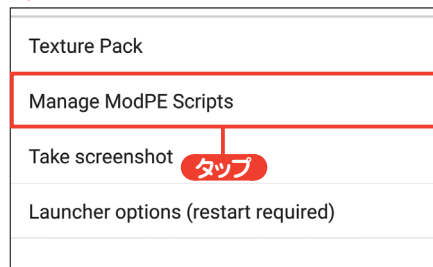 Texture Pack
Manage ModPE Scripts
Take screenshot
タップ
Launcher options (restart required)